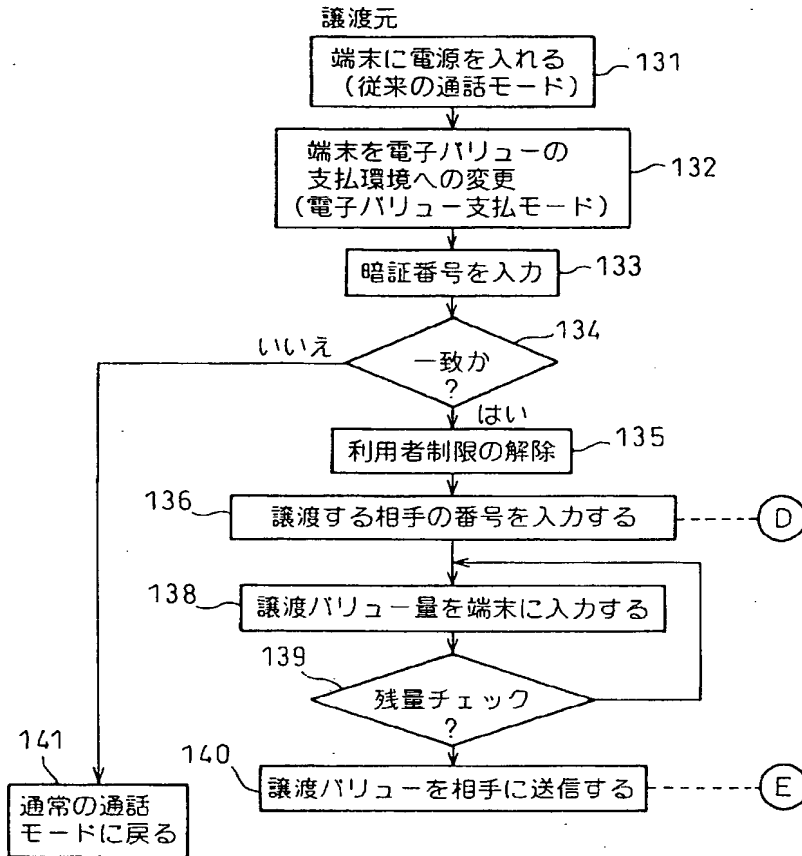 譲渡元
端末に電源を入れる
(従来の通話モード)
131
端末を電子バリューの
支払環境への変更
(電子バリュー支払モード)
132
暗証番号を入力
133
134
いいえ
一致か
?
はい
利用者制限の解除
135
136
譲渡する相手の番号を入力する
D
138
譲渡バリュー量を端末に入力する
139
残量チェック
?
141
140
譲渡バリューを相手に送信する
E
通常の通話
モードに戻る